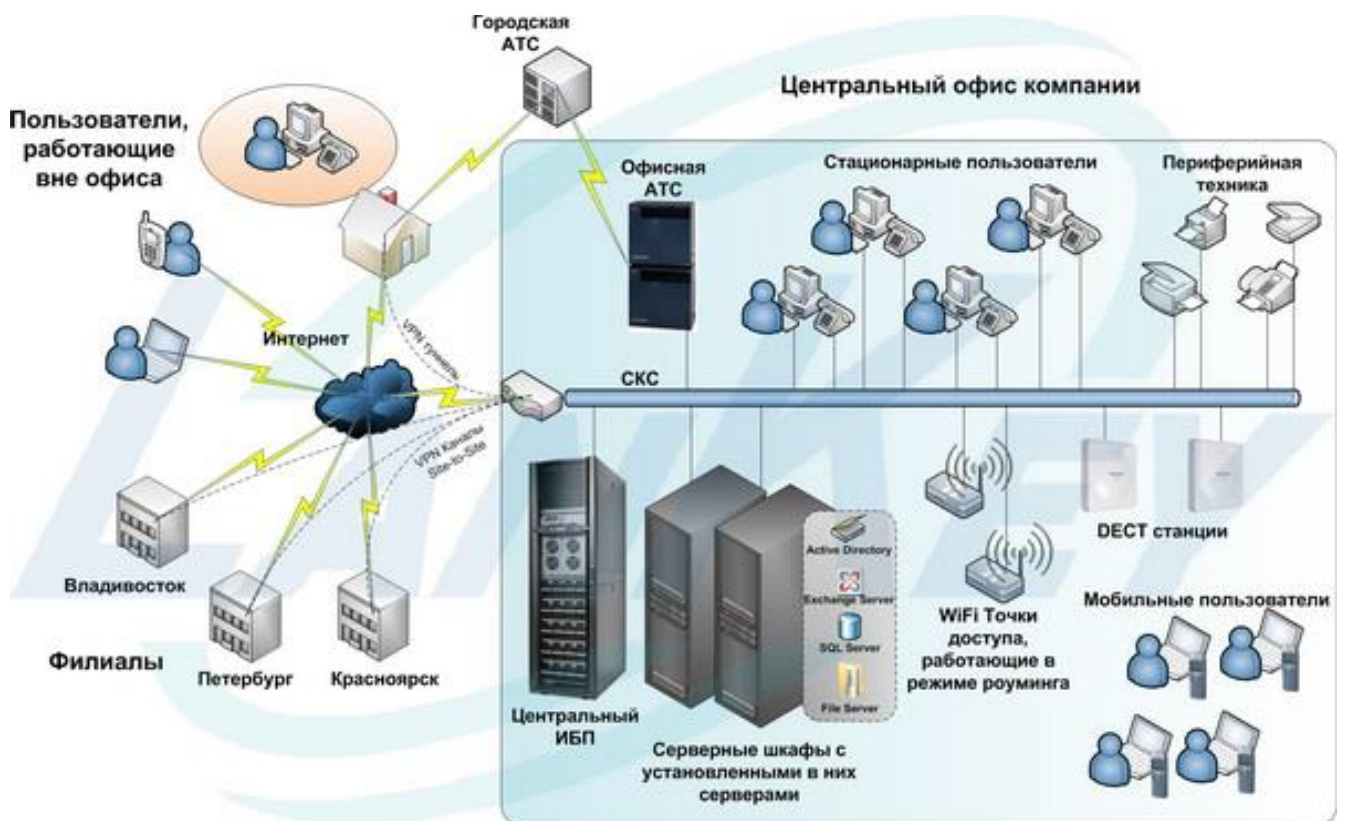 Городская
АТС
Центральный офис компании
Пользователи,
работающие
вне офиса
Офисная
АТС
Стационарные пользователи
Периферийная
техника
Интернет
VPN туннель
СКС
VPN Каналы
Site-to-Site
Владивосток
Филиалы
Петербург
Красноярск
Центральный
ИБП
Серверные шкафы с
установленными в них
серверами
Active Directory
Exchange Server
SQL Server
File Server
WiFi Точки
доступа,
работающие в
режиме роуминга
DECT станции
Мобильные пользователи
LANKEY